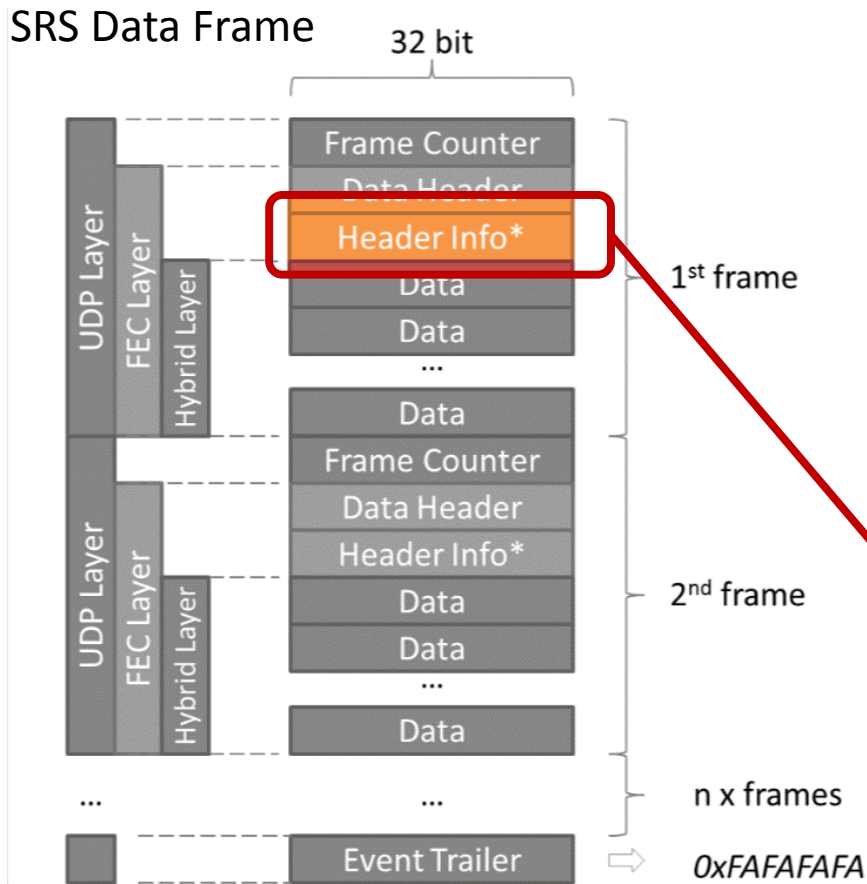 SRS Data Frame
32 bit
Frame Counter
Data Header
Header Info*
Data
Data
...
Data
1st frame
UDP Layer
FEC Layer
Hybrid Layer
Frame Counter
Data Header
Header Info*
Data
Data
...
Data
2nd frame
UDP Layer
FEC Layer
Hybrid Layer
...
...
n x frames
Event Trailer
0xFAFAFAFA